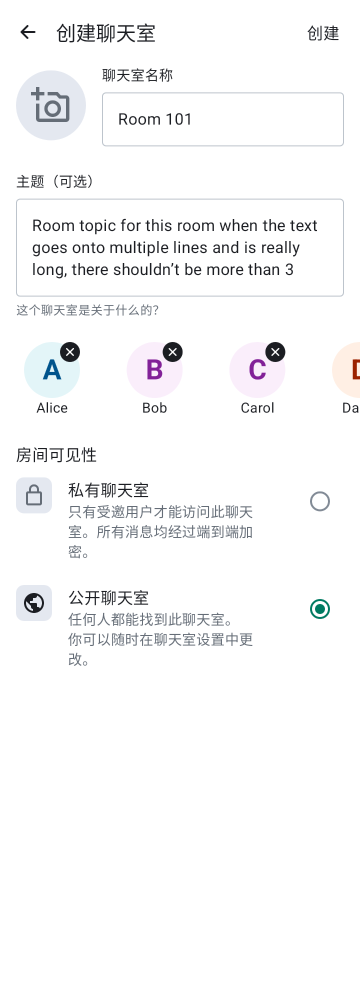 创建聊天室
创建
聊天室名称
Room 101
主题（可选）
Room topic for this room when the text
goes onto multiple lines and is really
long, there shouldn’t be more than 3
这个聊天室是关于什么的？
A
B
C
D
Alice
Bob
Carol
Da
房间可见性
私有聊天室
只有受邀用户才能访问此聊天
室。所有消息均经过端到端加
密。
公开聊天室
任何人都能找到此聊天室。
你可以随时在聊天室设置中更
改。